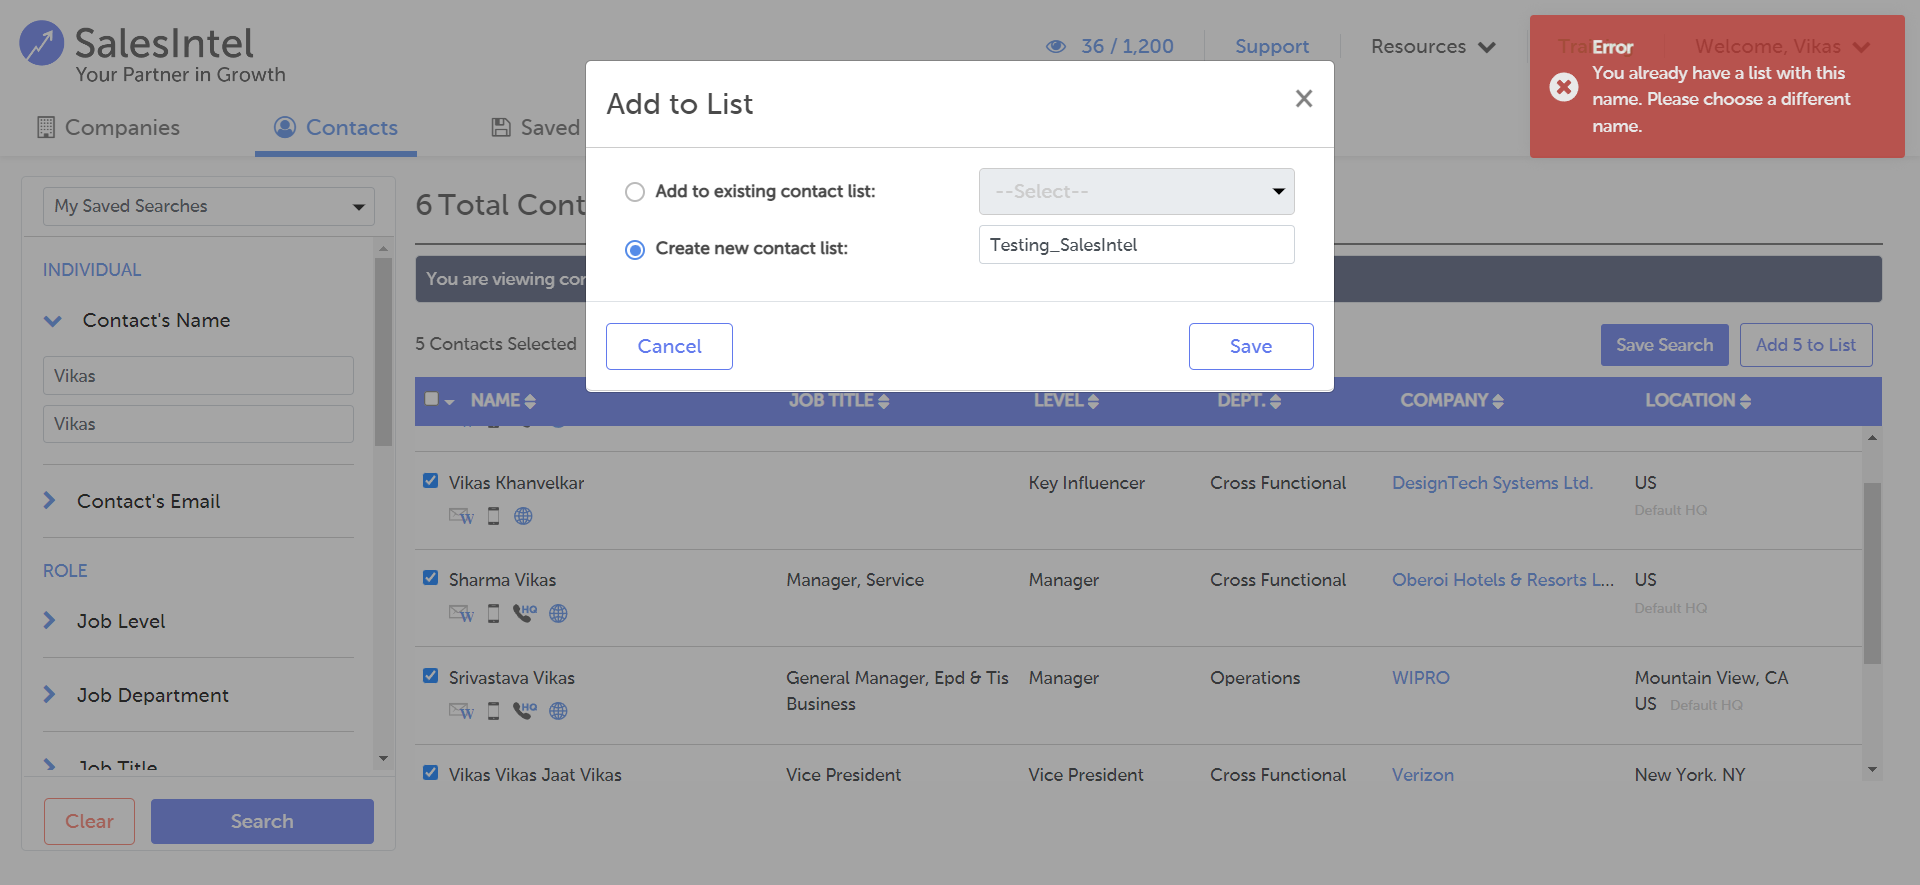 SalesIntel
Your Partner in Growth
36 / 1,200
Support
Resources
Welcome, Vikas
Error
You already have a list with this
name. Please choose a different
name.
Companies
Contacts
Saved
Add to List
Add to existing contact list:
--Select--
Create new contact list:
Testing_SalesIntel
Cancel
Save
My Saved Searches
INDIVIDUAL
Contact's Name
Vikas
Vikas
Contact's Email
ROLE
Job Level
Job Department
Job Title
Clear
Search
6 Total Cont
You are viewing con
5 Contacts Selected
Save Search
Add 5 to List
NAME JOB TITLE LEVEL DEPT. COMPANY LOCATION
Vikas Khanvelkar Key Influencer Cross Functional DesignTech Systems Ltd. US
Default HQ
W
Sharma Vikas Manager, Service Manager Cross Functional Oberoi Hotels & Resorts L... US
Default HQ
W HQ
Srivastava Vikas General Manager, Epd & Tis Manager Operations WIPRO Mountain View, CA
Business US Default HQ
W HQ
Vikas Vikas Jaat Vikas Vice President Vice President Cross Functional Verizon New York, NY